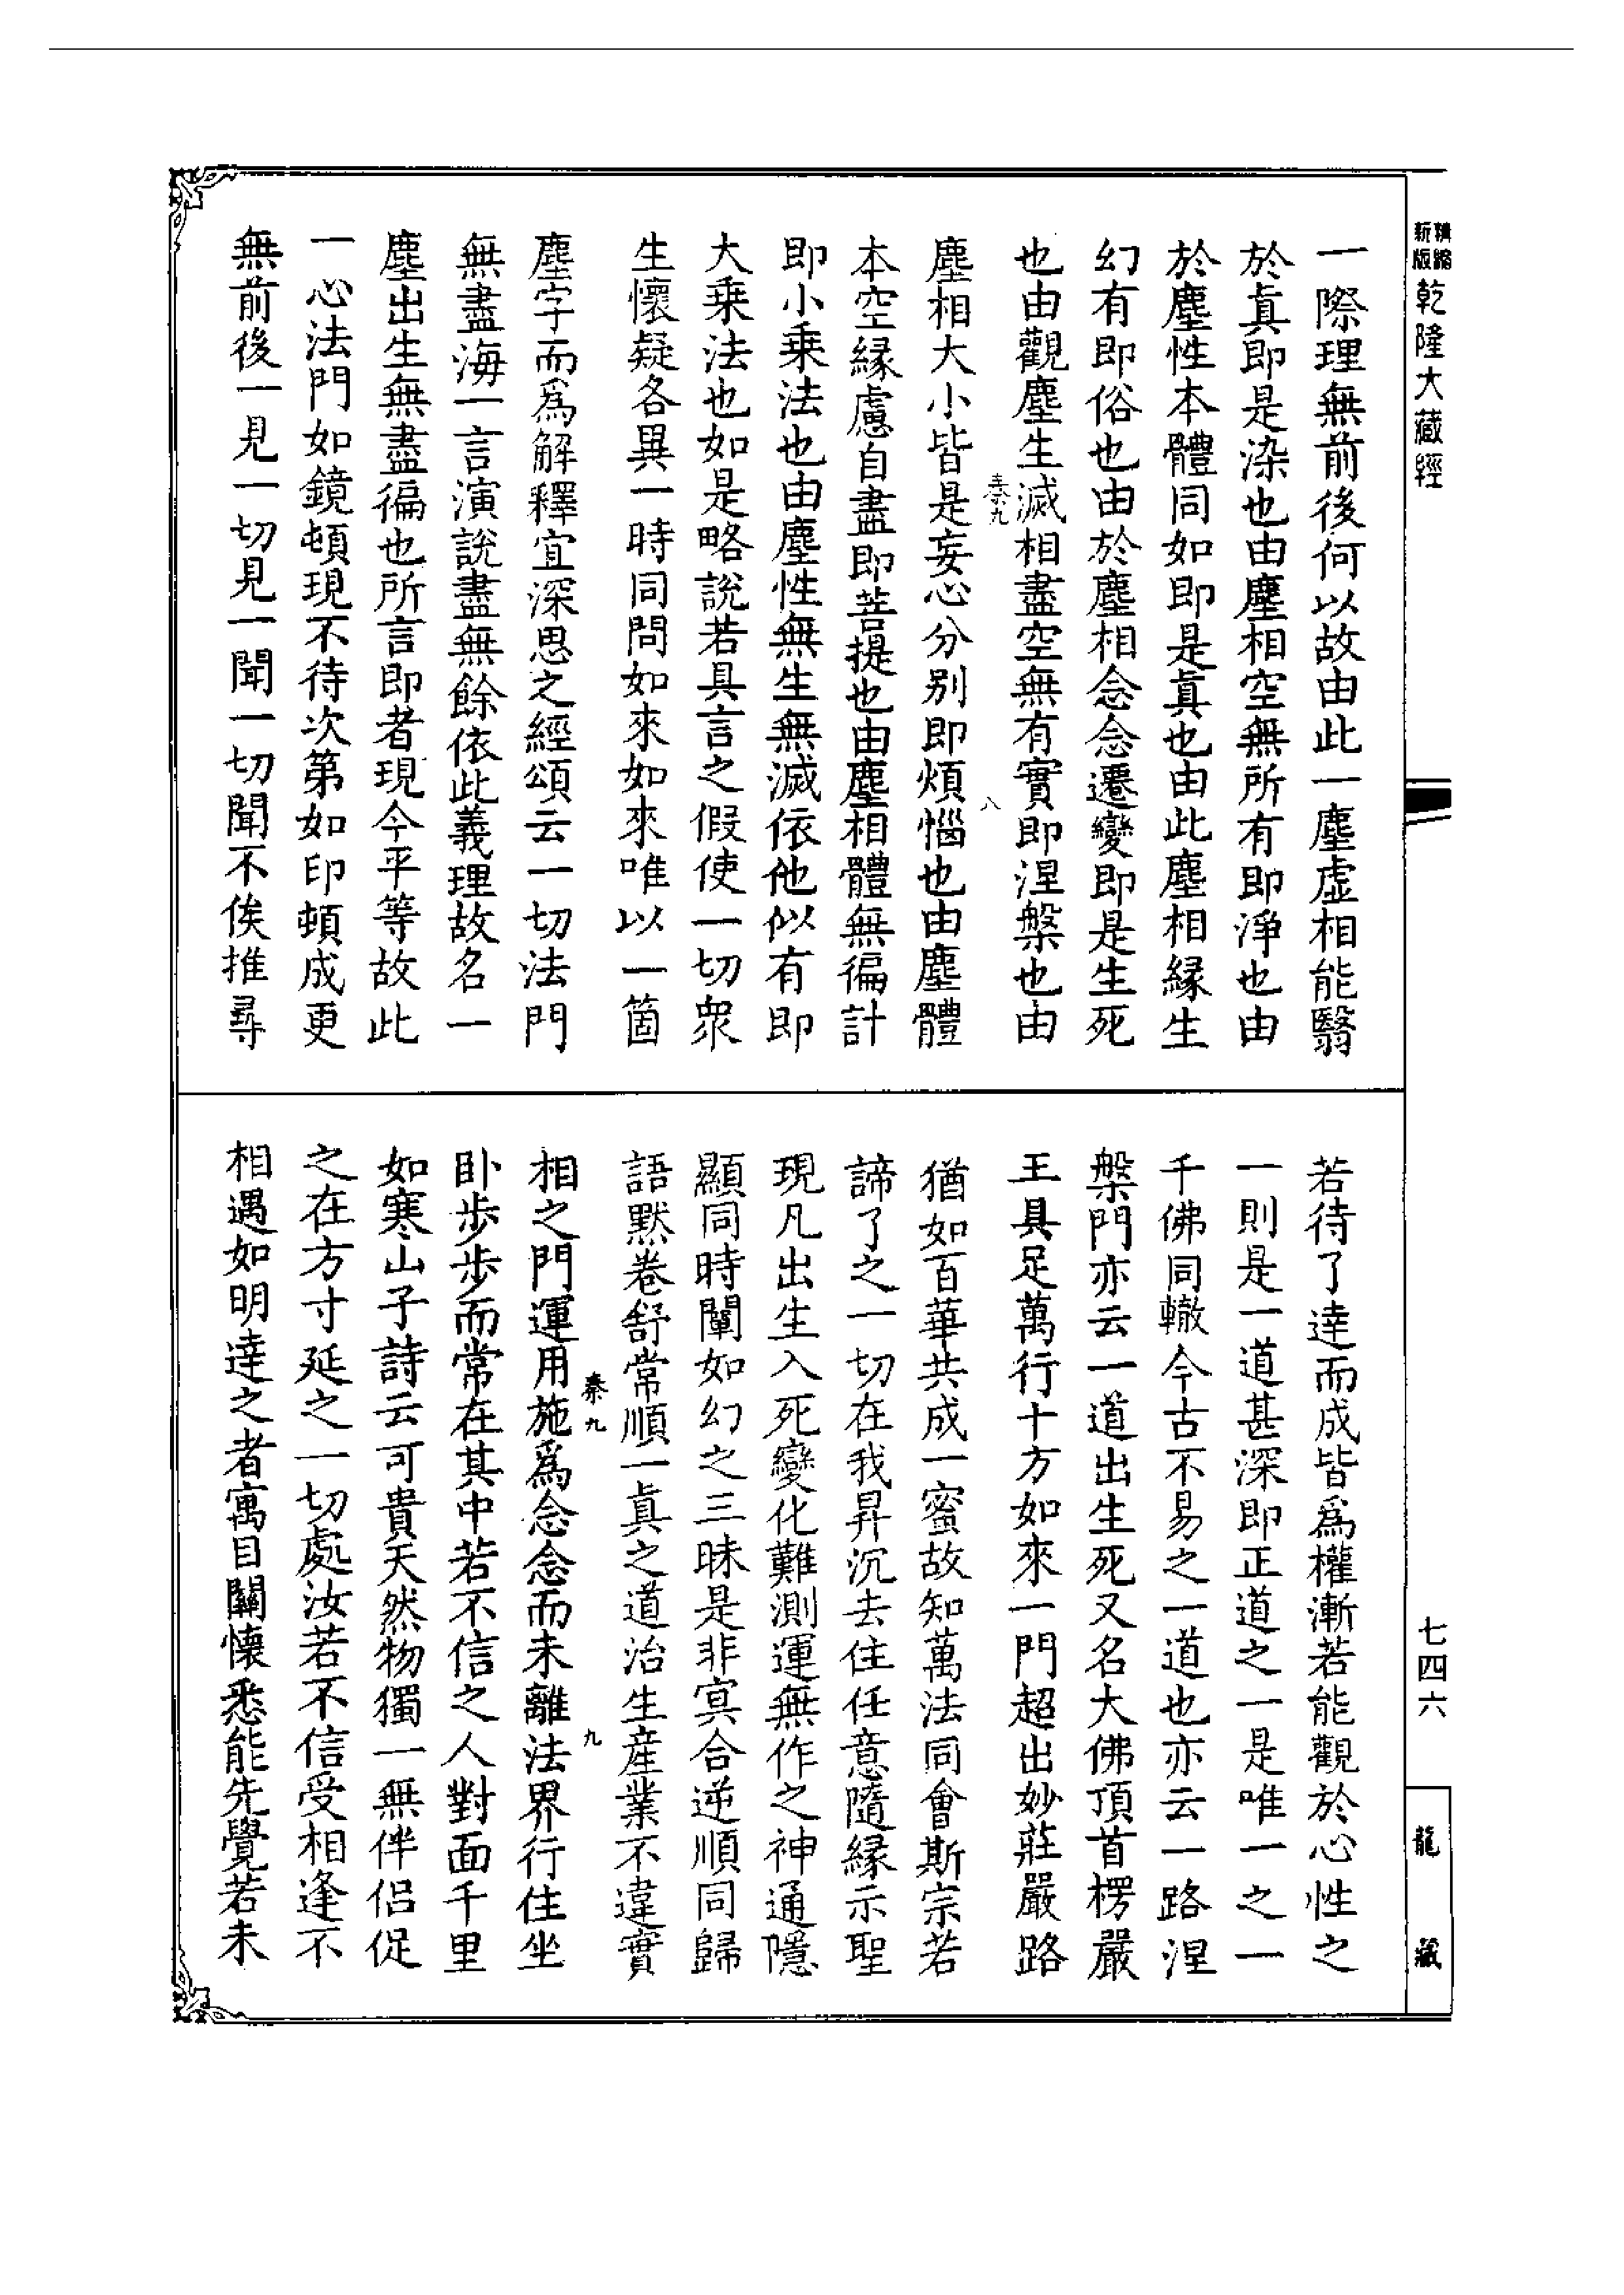 精縮新版乾隆大藏經
七四六
龍藏
一際理無前後何以故由此一塵虛相能翳
於眞即是染也由塵相空無所有即淨也由
於塵性本體同如即是眞也由此塵相緣生
幻有即俗也由於塵相念念遷變即是生死
也由觀塵生滅相盡空無有實即涅槃也由
秦九
八
塵相大小皆是妄心分別即煩惱也由塵體
本空緣慮自盡即菩提也由塵相體無徧計
即小乘法也由塵性無生無滅依他似有即
大乘法也如是略說若具言之假使一切衆
生懷疑各異一時同問如來如來唯以一箇
塵字而爲解釋宜深思之經頌云一切法門
無盡海一言演說盡無餘依此義理故名一
塵出生無盡徧也所言即者現今平等故此
一心法門如鏡頓現不待次第如印頓成更
無前後一見一切見一聞一切聞不俟推尋
若待了達而成皆爲權漸若能觀於心性之
一則是一道甚深即正道之一是唯一之一
千佛同轍今古不易之一道也亦云一路涅
槃門亦云一道出生死又名大佛頂首楞嚴
王具足萬行十方如來一門超出妙莊嚴路
猶如百華共成一蜜故知萬法同會斯宗若
諦了之一切在我昇沉去住任意隨緣示聖
現凡出生入死變化難測運無作之神通隱
顯同時闡如幻之三昧是非冥合逆順同歸
語默卷舒常順一眞之道治生産業不違實
秦九
九
相之門運用施爲念念而未離法界行住坐
卧步步而常在其中若不信之人對面千里
如寒山子詩云可貴天然物獨一無伴侶促
之在方寸延之一切處汝若不信受相逢不
相遇如明達之者寓目關懷悉能先覺若未